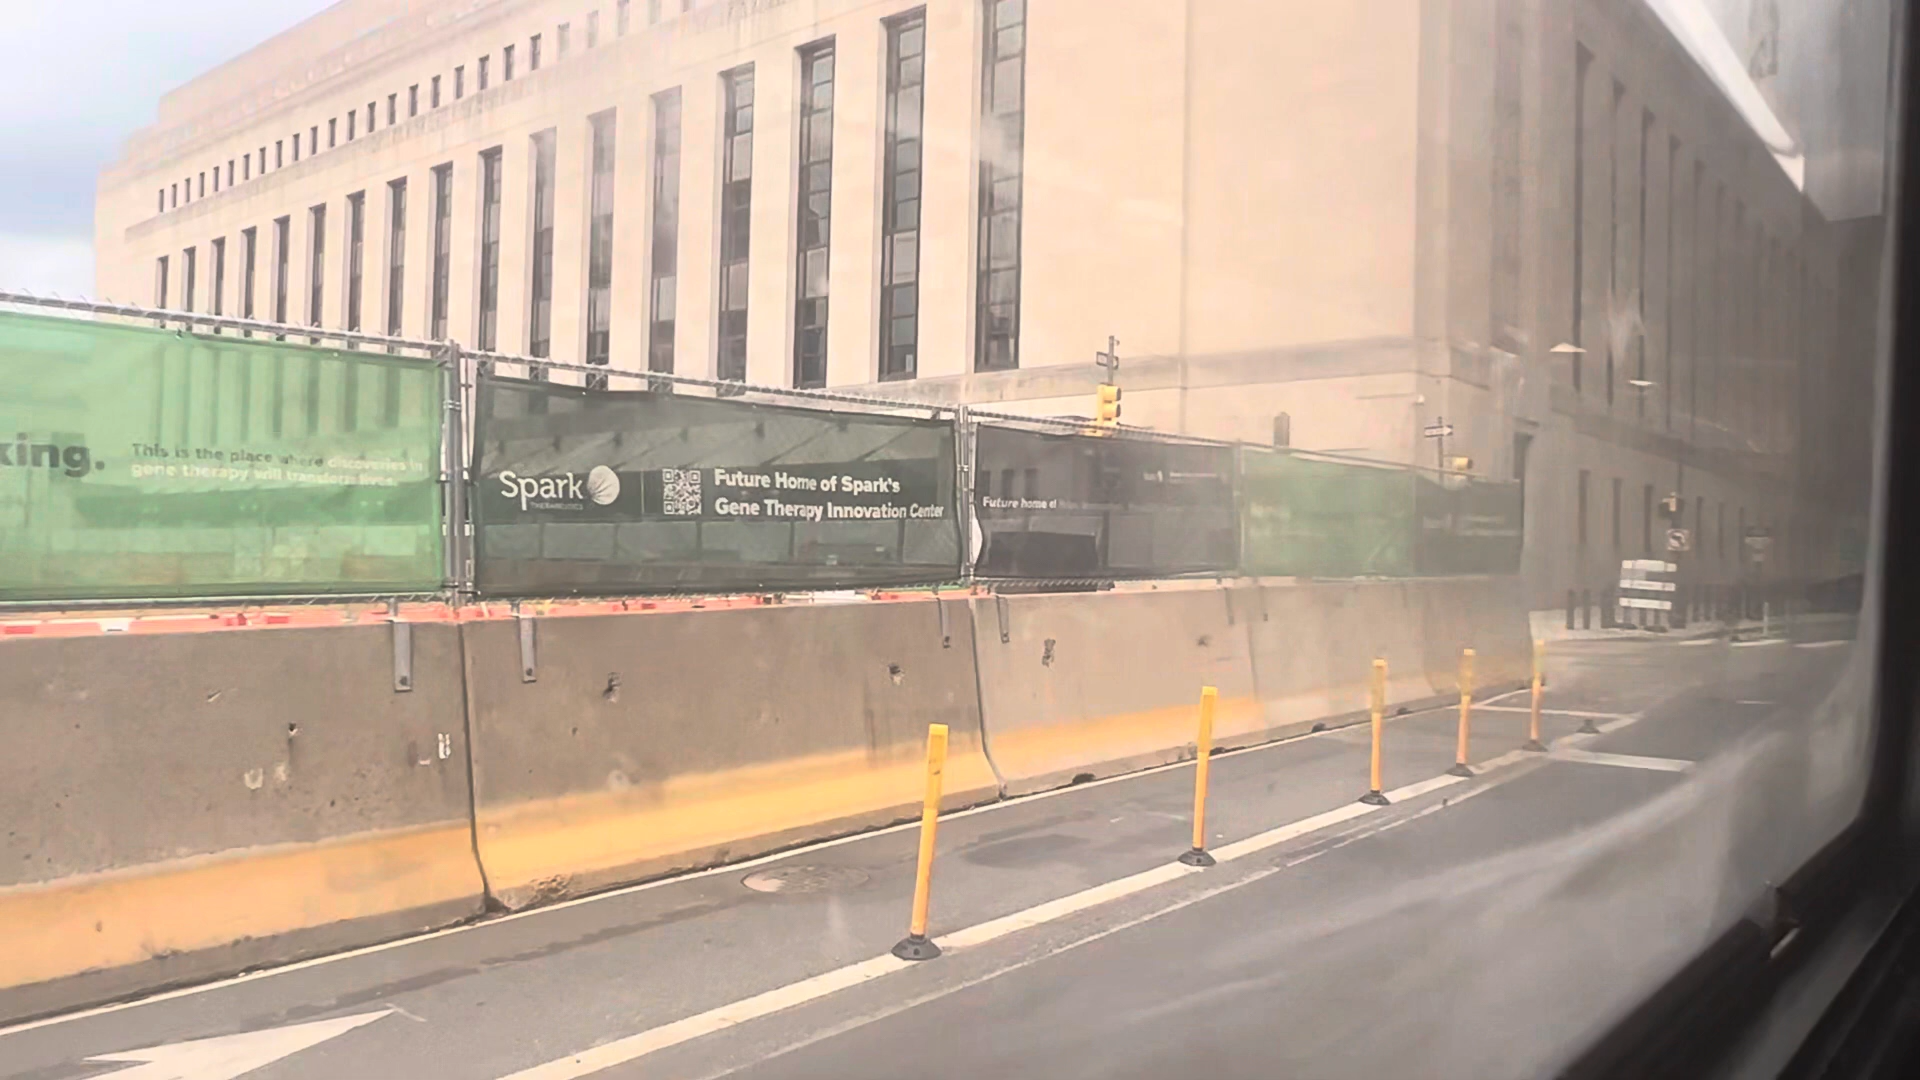 king.
This is the place where discoveries in
gene therapy will transform lives.
Spark
THERAPEUTICS
Future Home of Spark's
Gene Therapy Innovation Center
Future home of